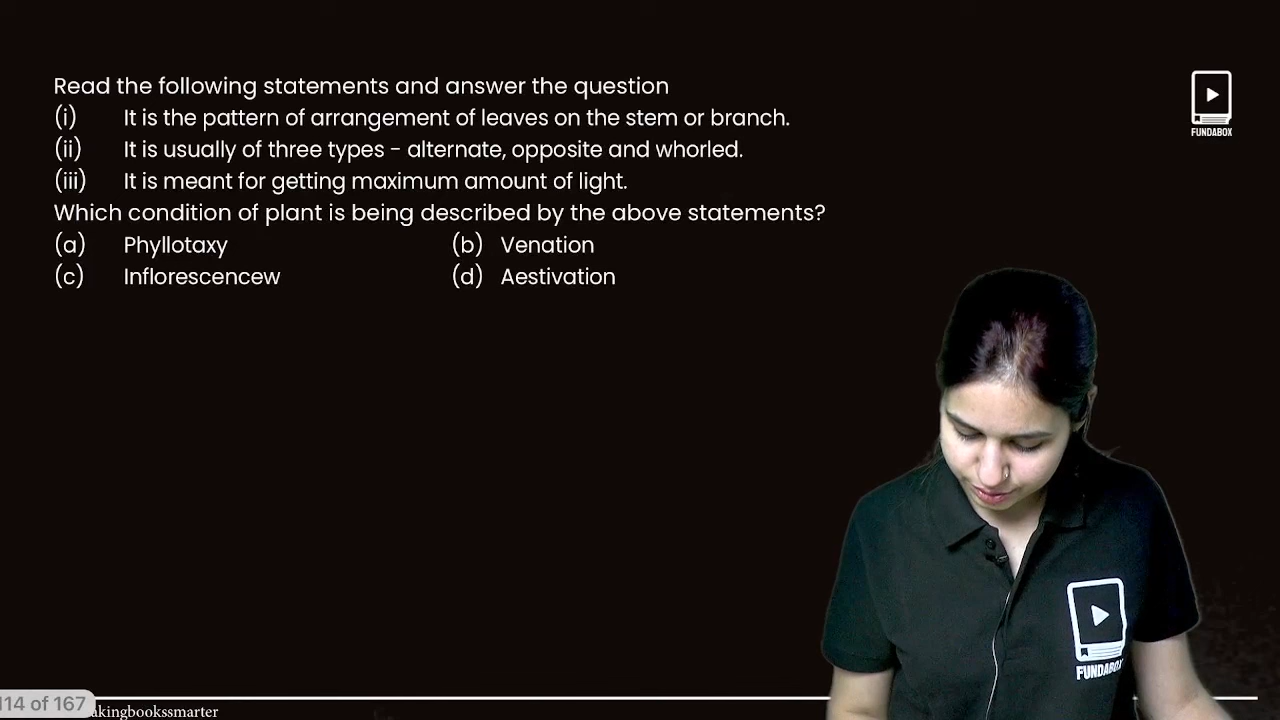 Read the following statements and answer the question
(i) It is the pattern of arrangement of leaves on the stem or branch.
(ii) It is usually of three types - alternate, opposite and whorled.
(iii) It is meant for getting maximum amount of light.
Which condition of plant is being described by the above statements?
(a) Phyllotaxy (b) Venation
(c) Inflorescencew (d) Aestivation
FUNDABOX
FUNDABOX
114 of 167
akingbookssmarter